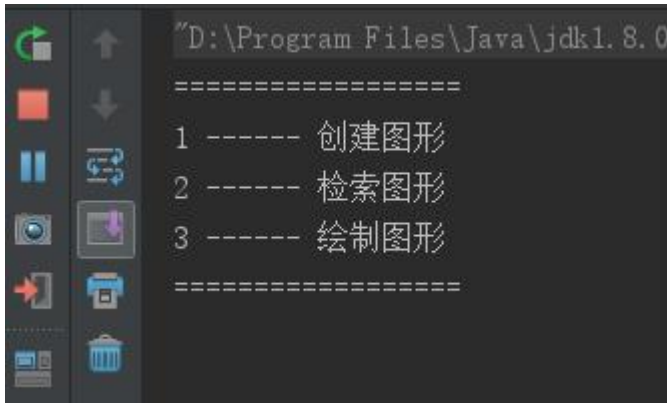 "D:\Program Files\Java\jdk1.8.0
==================
1 ------ 创建图形
2 ------ 检索图形
3 ------ 绘制图形
==================